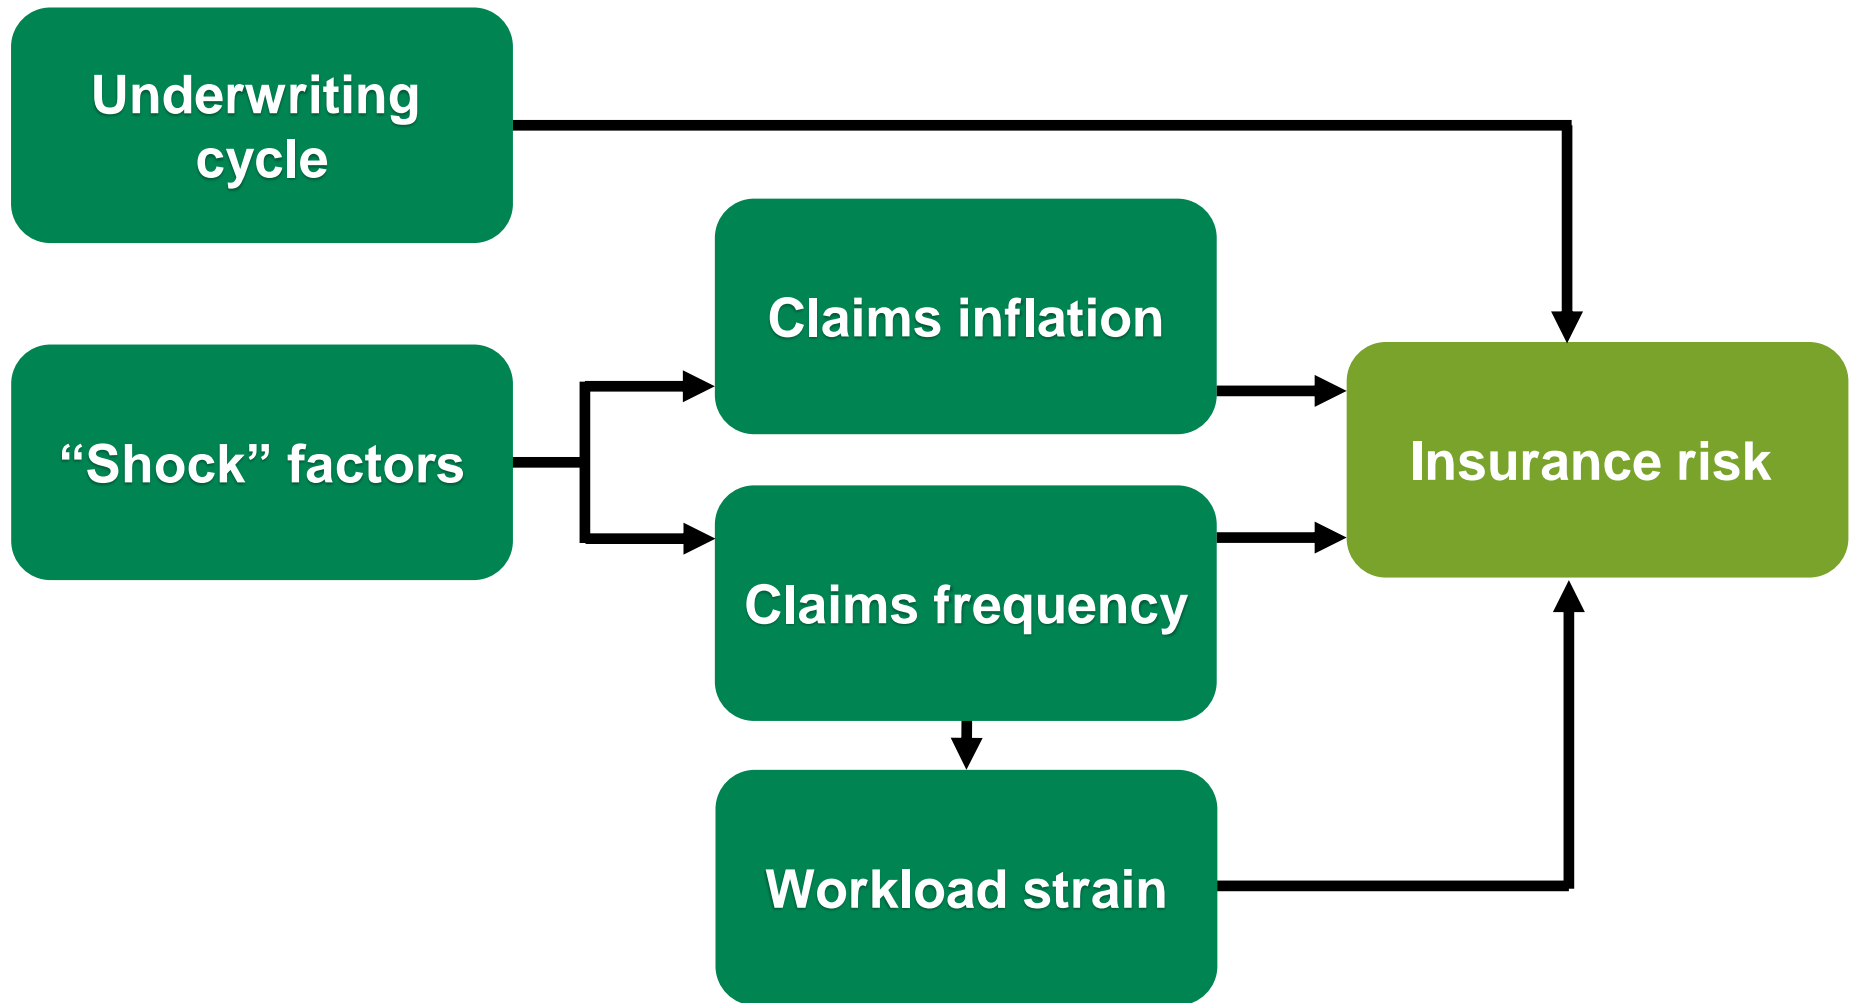 Underwriting
cycle
Claims inflation
“Shock” factors
Insurance risk
Claims frequency
Workload strain